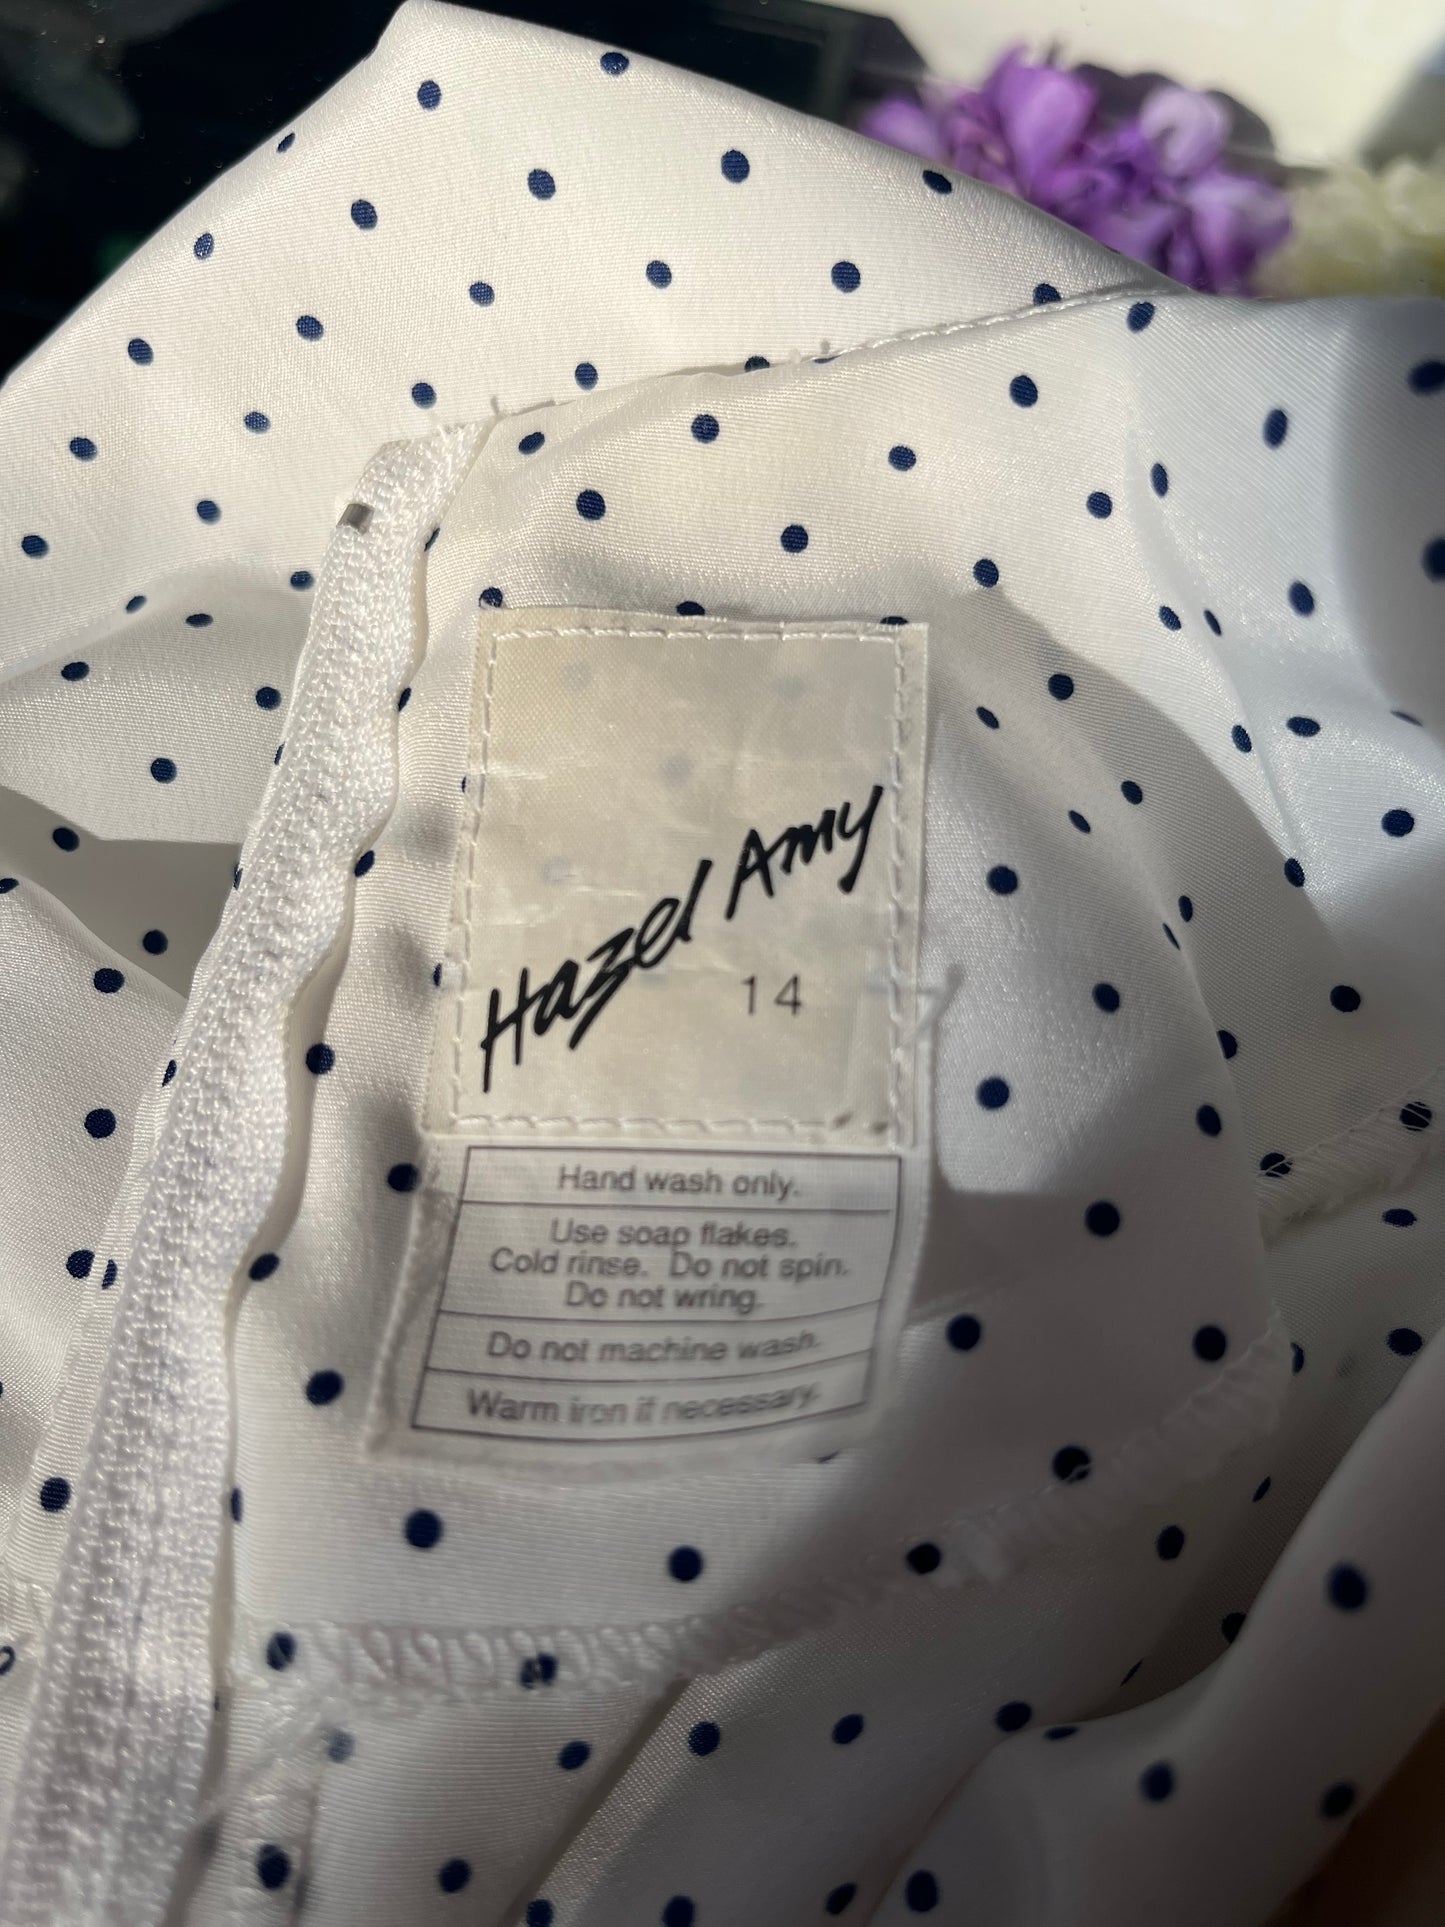 Hazel Amy
14
Hand wash only.
Use soap flakes.
Cold rinse. Do not spin.
Do not wring.
Do not machine wash.
Warm iron if necessary.